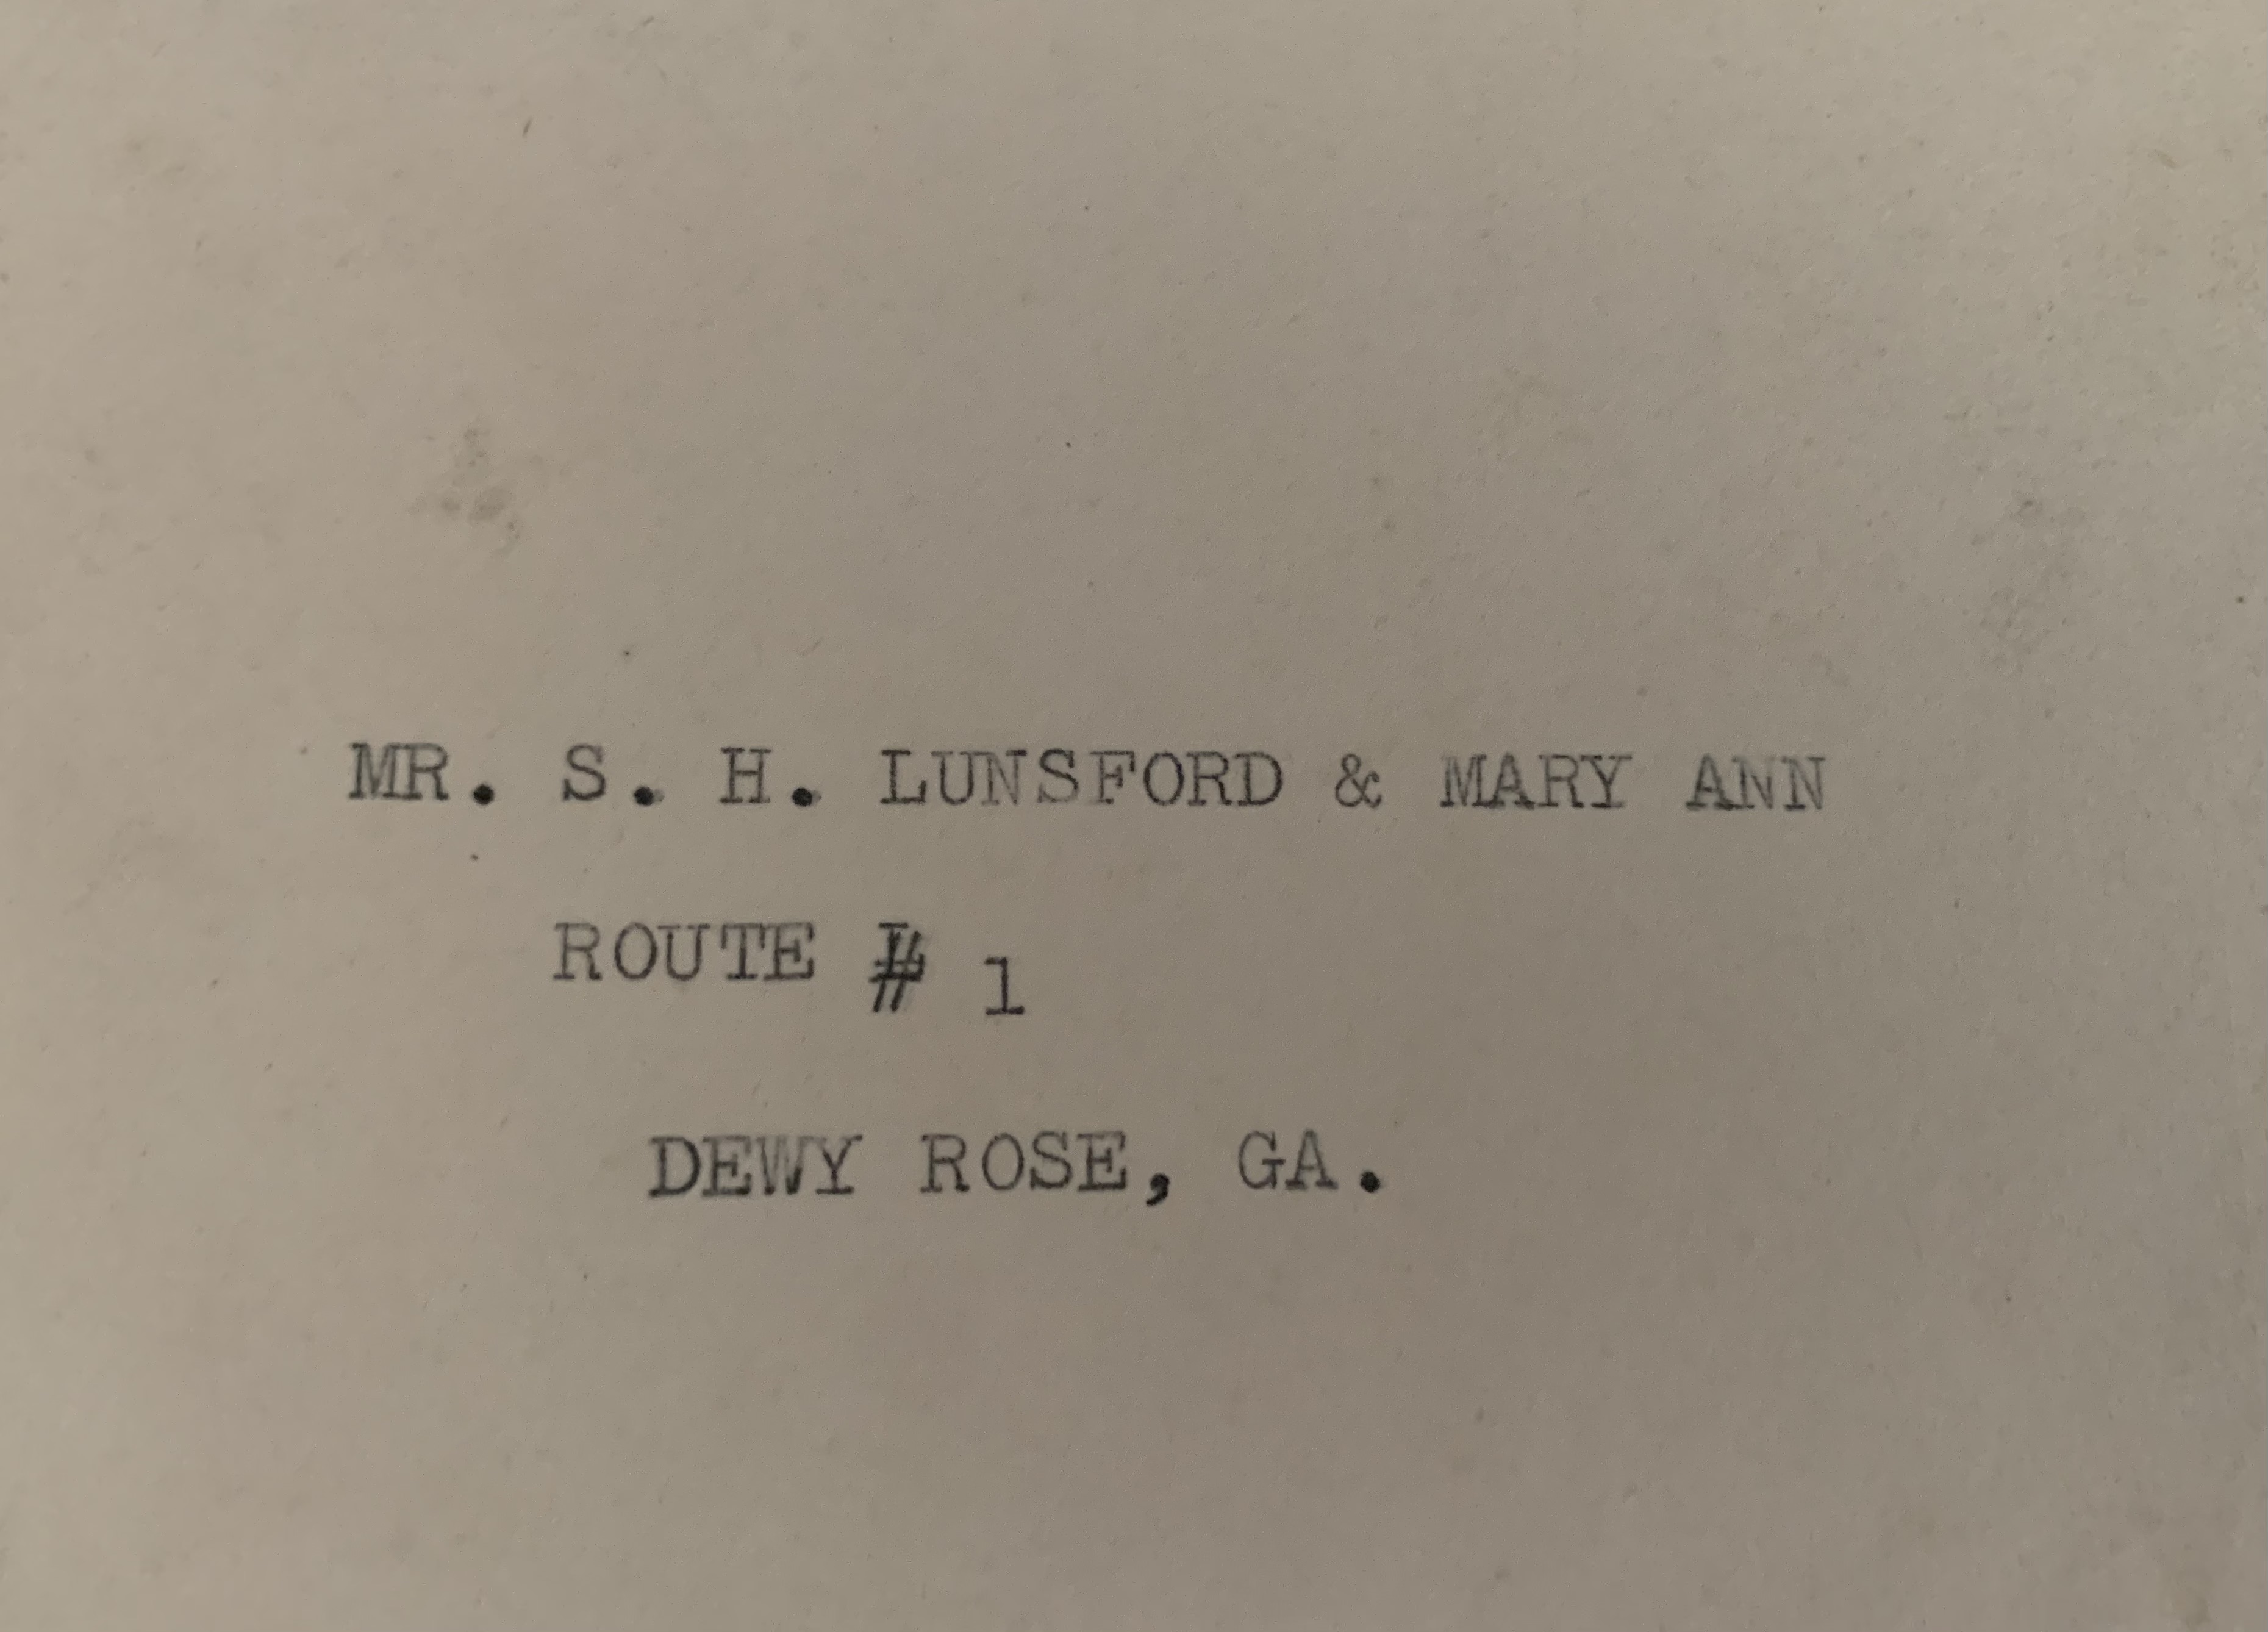 MR. S. H. LUNSFORD & MARY ANN
ROUTE # 1
DEWY ROSE, GA.